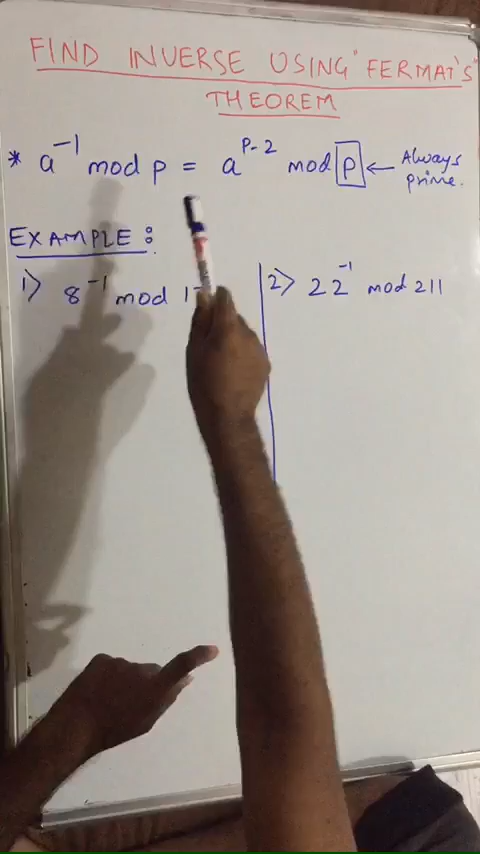 FIND INVERSE USING "FERMAT'S"
THEOREM
* a⁻¹ mod p = a^(P-2) mod p ← Always prime.
EXAMPLE :
1) 8⁻¹ mod
2) 22⁻¹ mod 211